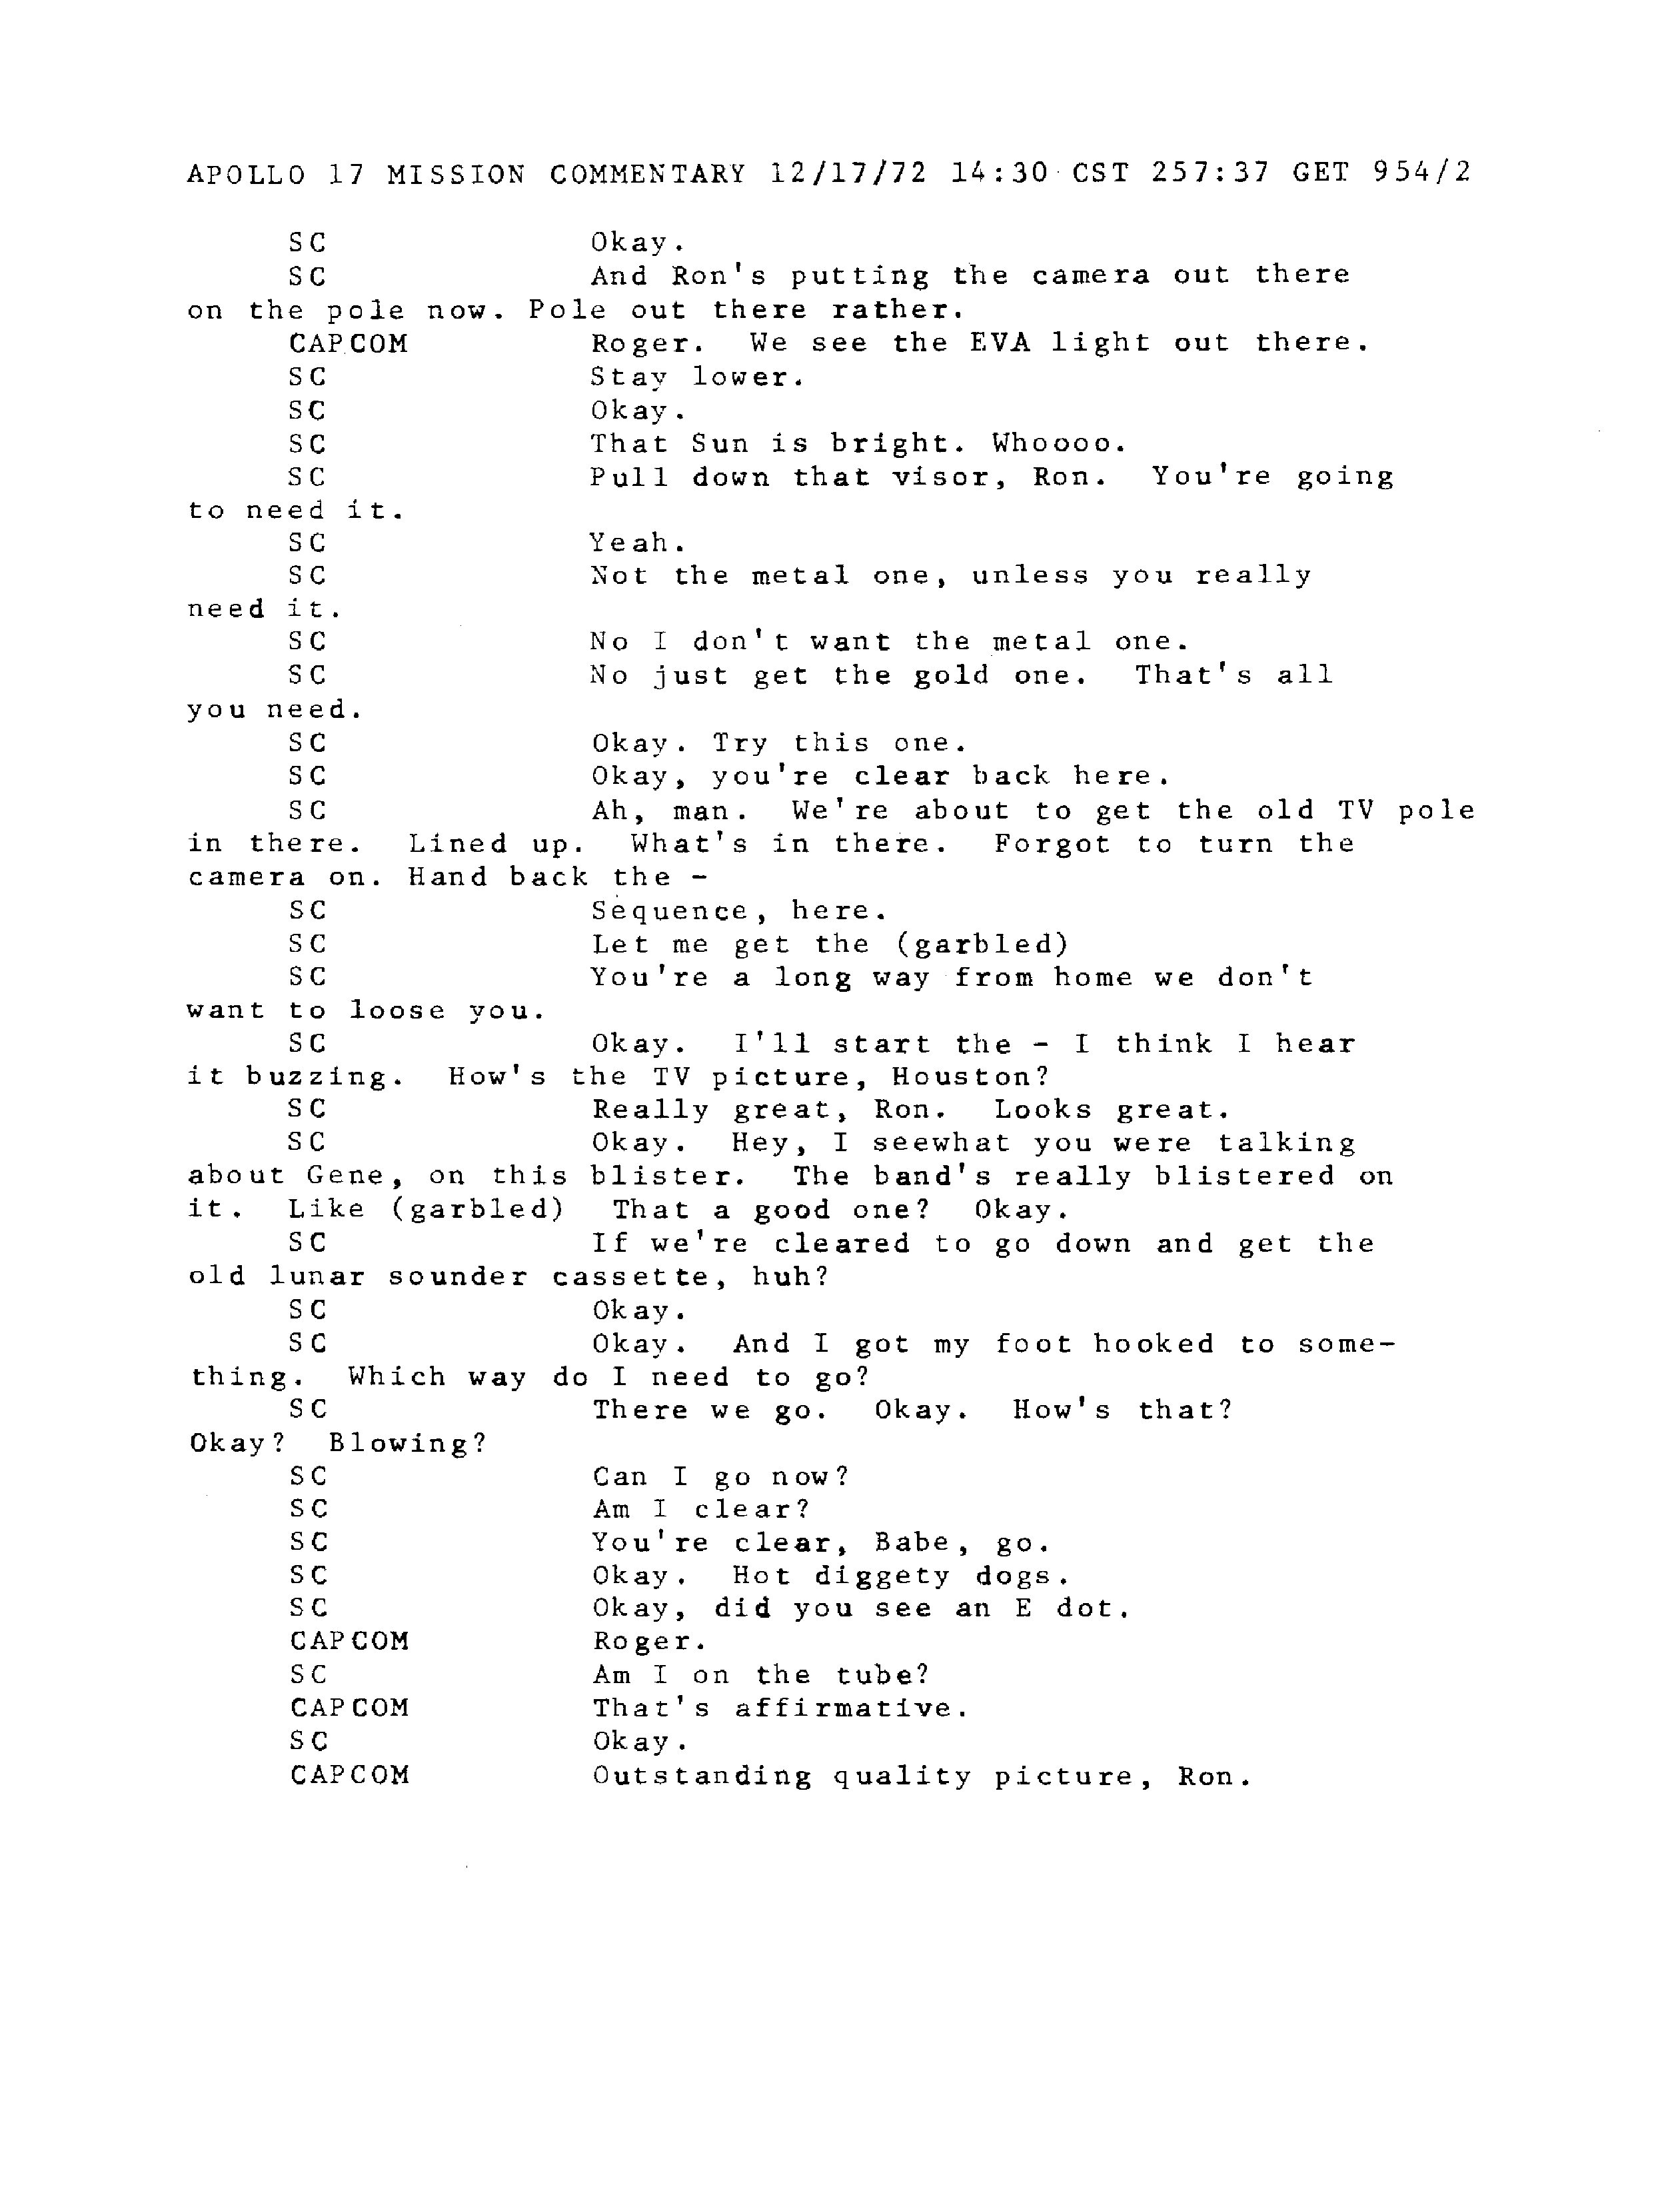 APOLLO 17 MISSION COMMENTARY 12/17/72 14:30 CST 257:37 GET 954/2
SC Okay.
SC And Ron's putting the camera out there
on the pole now. Pole out there rather.
CAPCOM Roger. We see the EVA light out there.
SC Stay lower.
SC Okay.
SC That Sun is bright. Whoooo.
SC Pull down that visor, Ron. You're going
to need it.
SC Yeah.
SC Not the metal one, unless you really
need it.
SC No I don't want the metal one.
SC No just get the gold one. That's all
you need.
SC Okay. Try this one.
SC Okay, you're clear back here.
SC Ah, man. We're about to get the old TV pole
in there. Lined up. What's in there. Forgot to turn the
camera on. Hand back the -
SC Sequence, here.
SC Let me get the (garbled)
SC You're a long way from home we don't
want to loose you.
SC Okay. I'll start the - I think I hear
it buzzing. How's the TV picture, Houston?
SC Really great, Ron. Looks great.
SC Okay. Hey, I seewhat you were talking
about Gene, on this blister. The band's really blistered on
it. Like (garbled) That a good one? Okay.
SC If we're cleared to go down and get the
old lunar sounder cassette, huh?
SC Okay.
SC Okay. And I got my foot hooked to some-
thing. Which way do I need to go?
SC There we go. Okay. How's that?
Okay? Blowing?
SC Can I go now?
SC Am I clear?
SC You're clear, Babe, go.
SC Okay. Hot diggety dogs.
SC Okay, did you see an E dot.
CAPCOM Roger.
SC Am I on the tube?
CAPCOM That's affirmative.
SC Okay.
CAPCOM Outstanding quality picture, Ron.